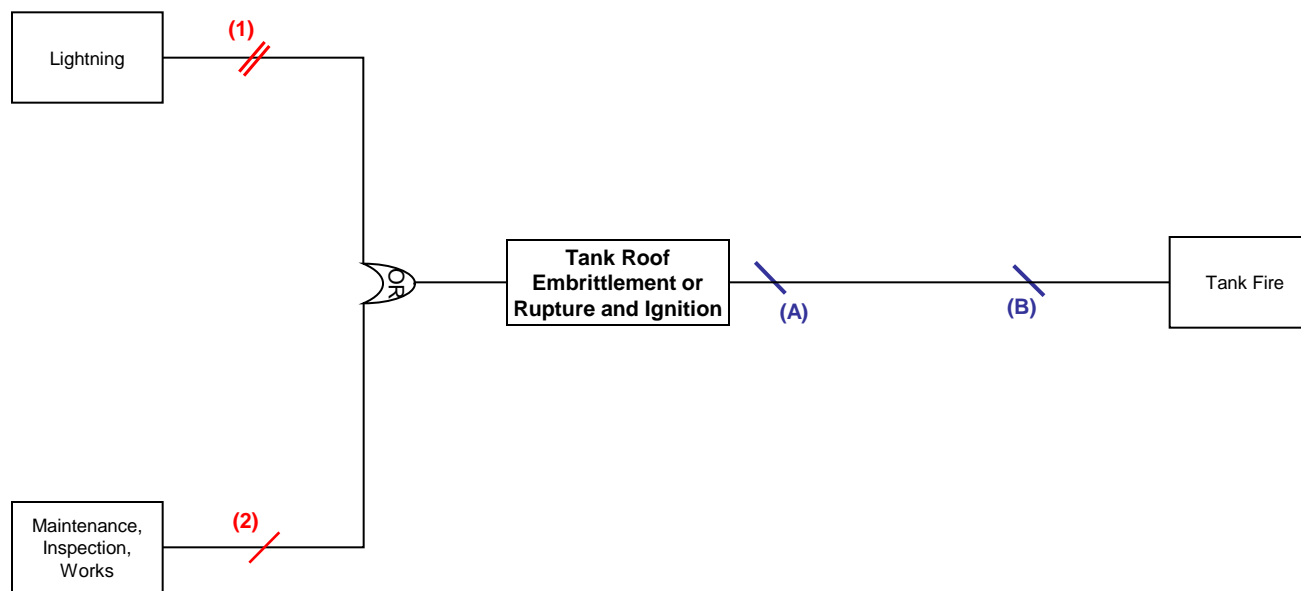 (1)
Lightning
OR
Tank Roof
Embrittlement or
Rupture and Ignition
(A)
(B)
Tank Fire
(2)
Maintenance,
Inspection,
Works